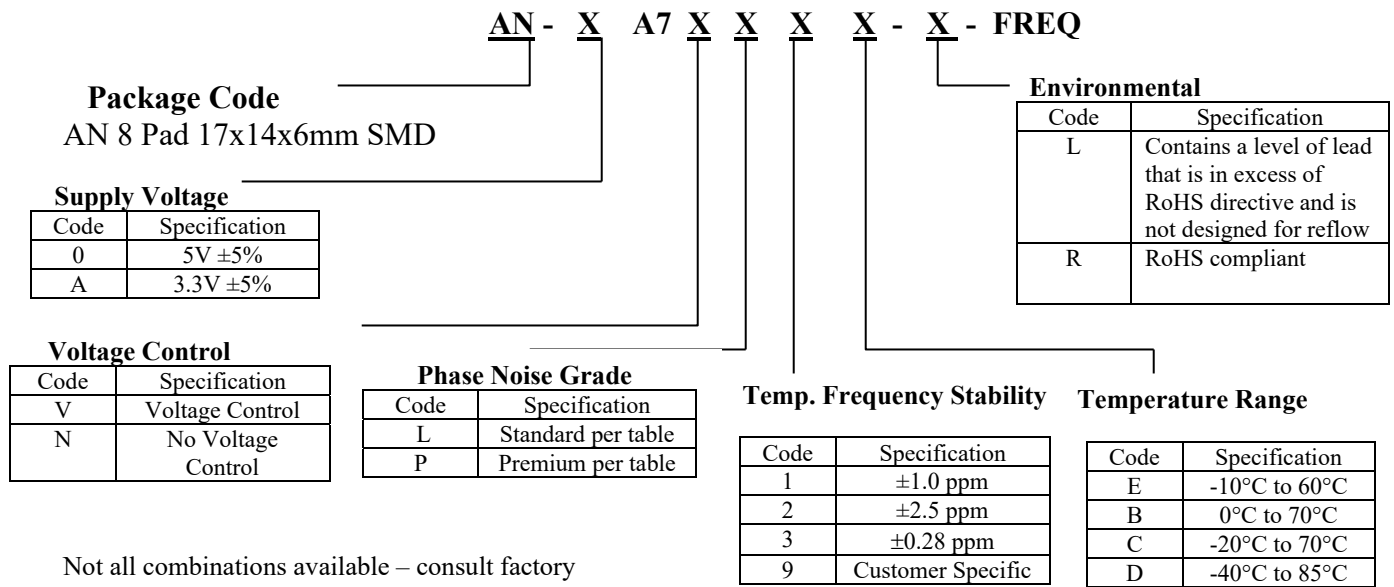 AN - X A7 X X X X - X - FREQ
Package Code
AN 8 Pad 17x14x6mm SMD
Supply Voltage
Code Specification
0 5V ±5%
A 3.3V ±5%
Environmental
Code Specification
L Contains a level of lead
that is in excess of
RoHS directive and is
not designed for reflow
R RoHS compliant
Voltage Control
Code Specification
V Voltage Control
N No Voltage
Control
Phase Noise Grade
Code Specification
L Standard per table
P Premium per table
Temp. Frequency Stability
Code Specification
1 ±1.0 ppm
2 ±2.5 ppm
3 ±0.28 ppm
9 Customer Specific
Temperature Range
Code Specification
E -10°C to 60°C
B 0°C to 70°C
C -20°C to 70°C
D -40°C to 85°C
Not all combinations available – consult factory